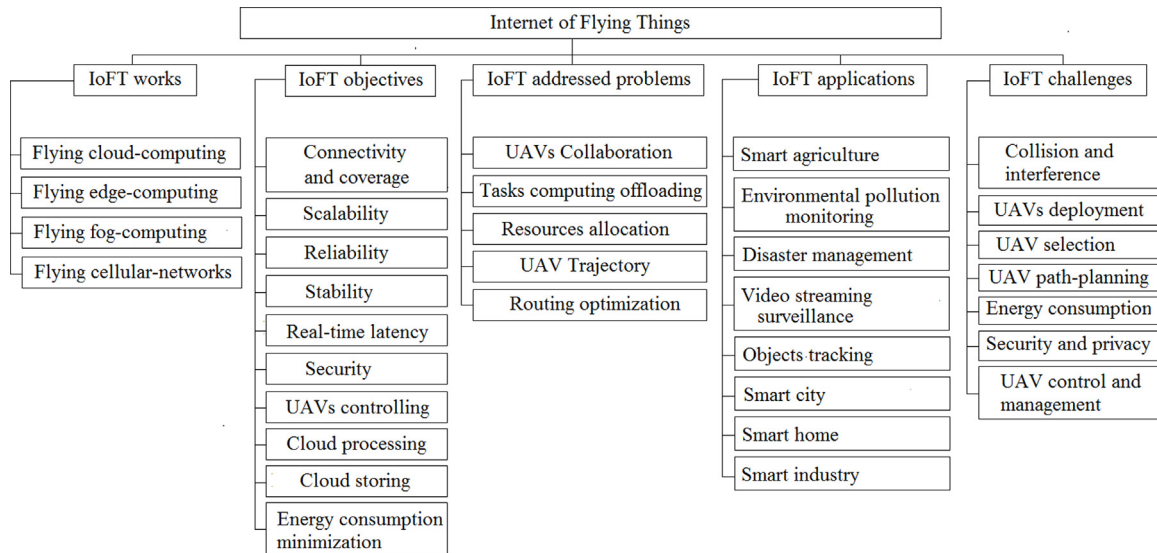 Internet of Flying Things
IoFT works
Flying cloud-computing
Flying edge-computing
Flying fog-computing
Flying cellular-networks
IoFT objectives
Connectivity
and coverage
Scalability
Reliability
Stability
Real-time latency
Security
UAVs controlling
Cloud processing
Cloud storing
Energy consumption
minimization
IoFT addressed problems
UAVs Collaboration
Tasks computing offloading
Resources allocation
UAV Trajectory
Routing optimization
IoFT applications
Smart agriculture
Environmental pollution
monitoring
Disaster management
Video streaming
surveillance
Objects tracking
Smart city
Smart home
Smart industry
IoFT challenges
Collision and
interference
UAVs deployment
UAV selection
UAV path-planning
Energy consumption
Security and privacy
UAV control and
management